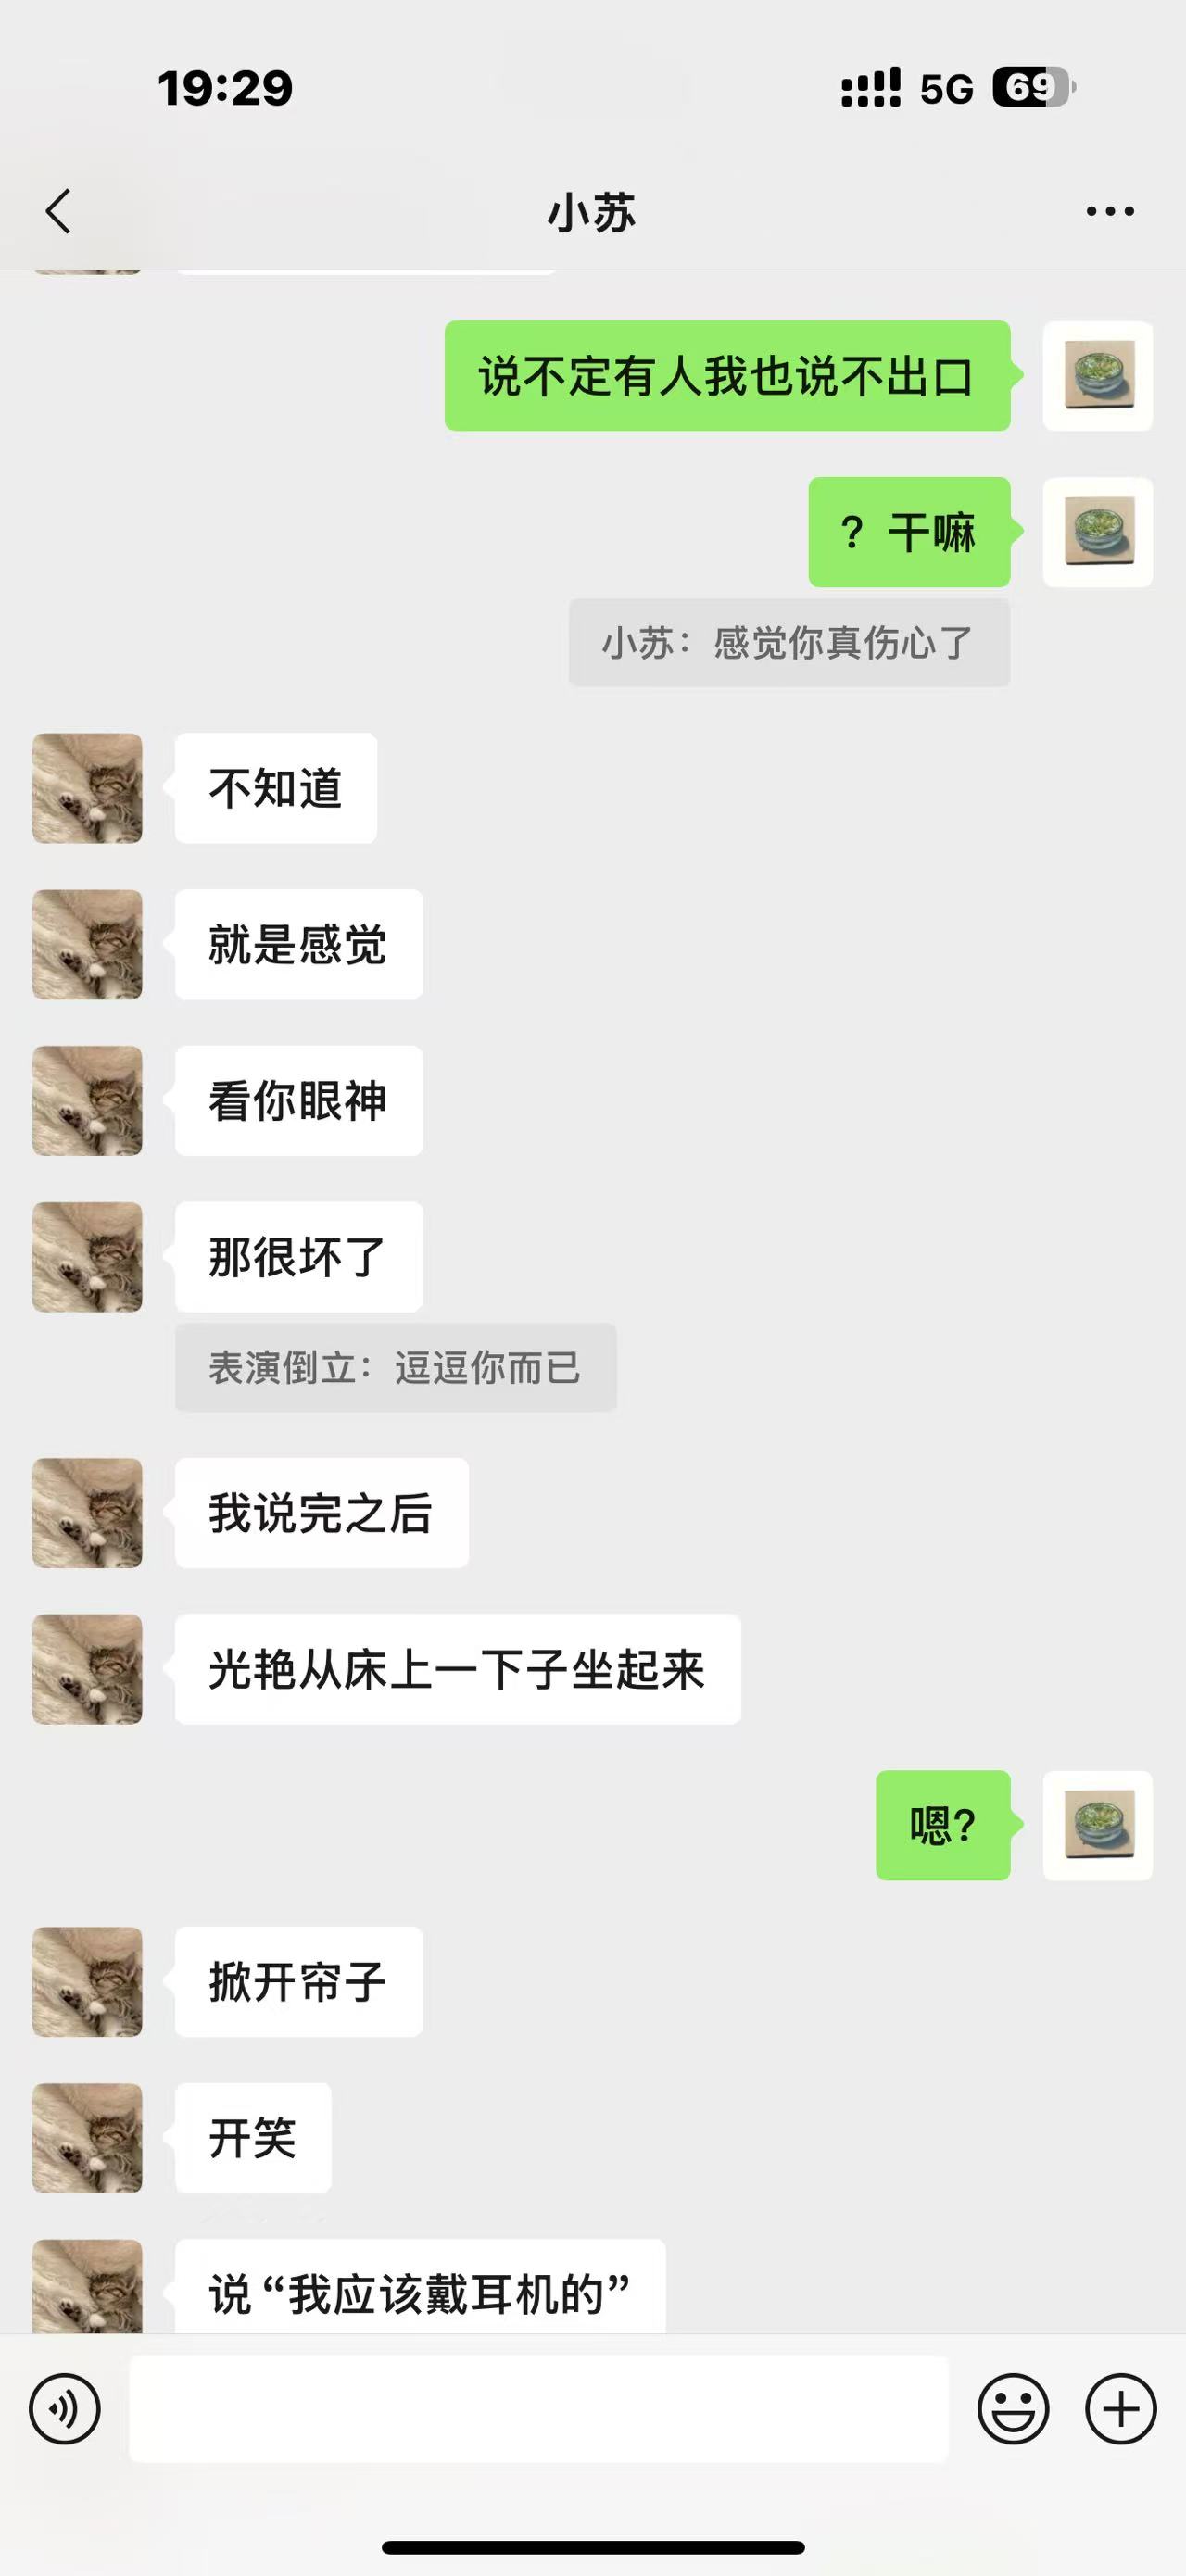 19:29
5G
69
小苏
说不定有人我也说不出口
？干嘛
小苏：感觉你真伤心了
不知道
就是感觉
看你眼神
那很坏了
表演倒立：逗逗你而已
我说完之后
光艳从床上一下子坐起来
嗯?
掀开帘子
开笑
说“我应该戴耳机的”